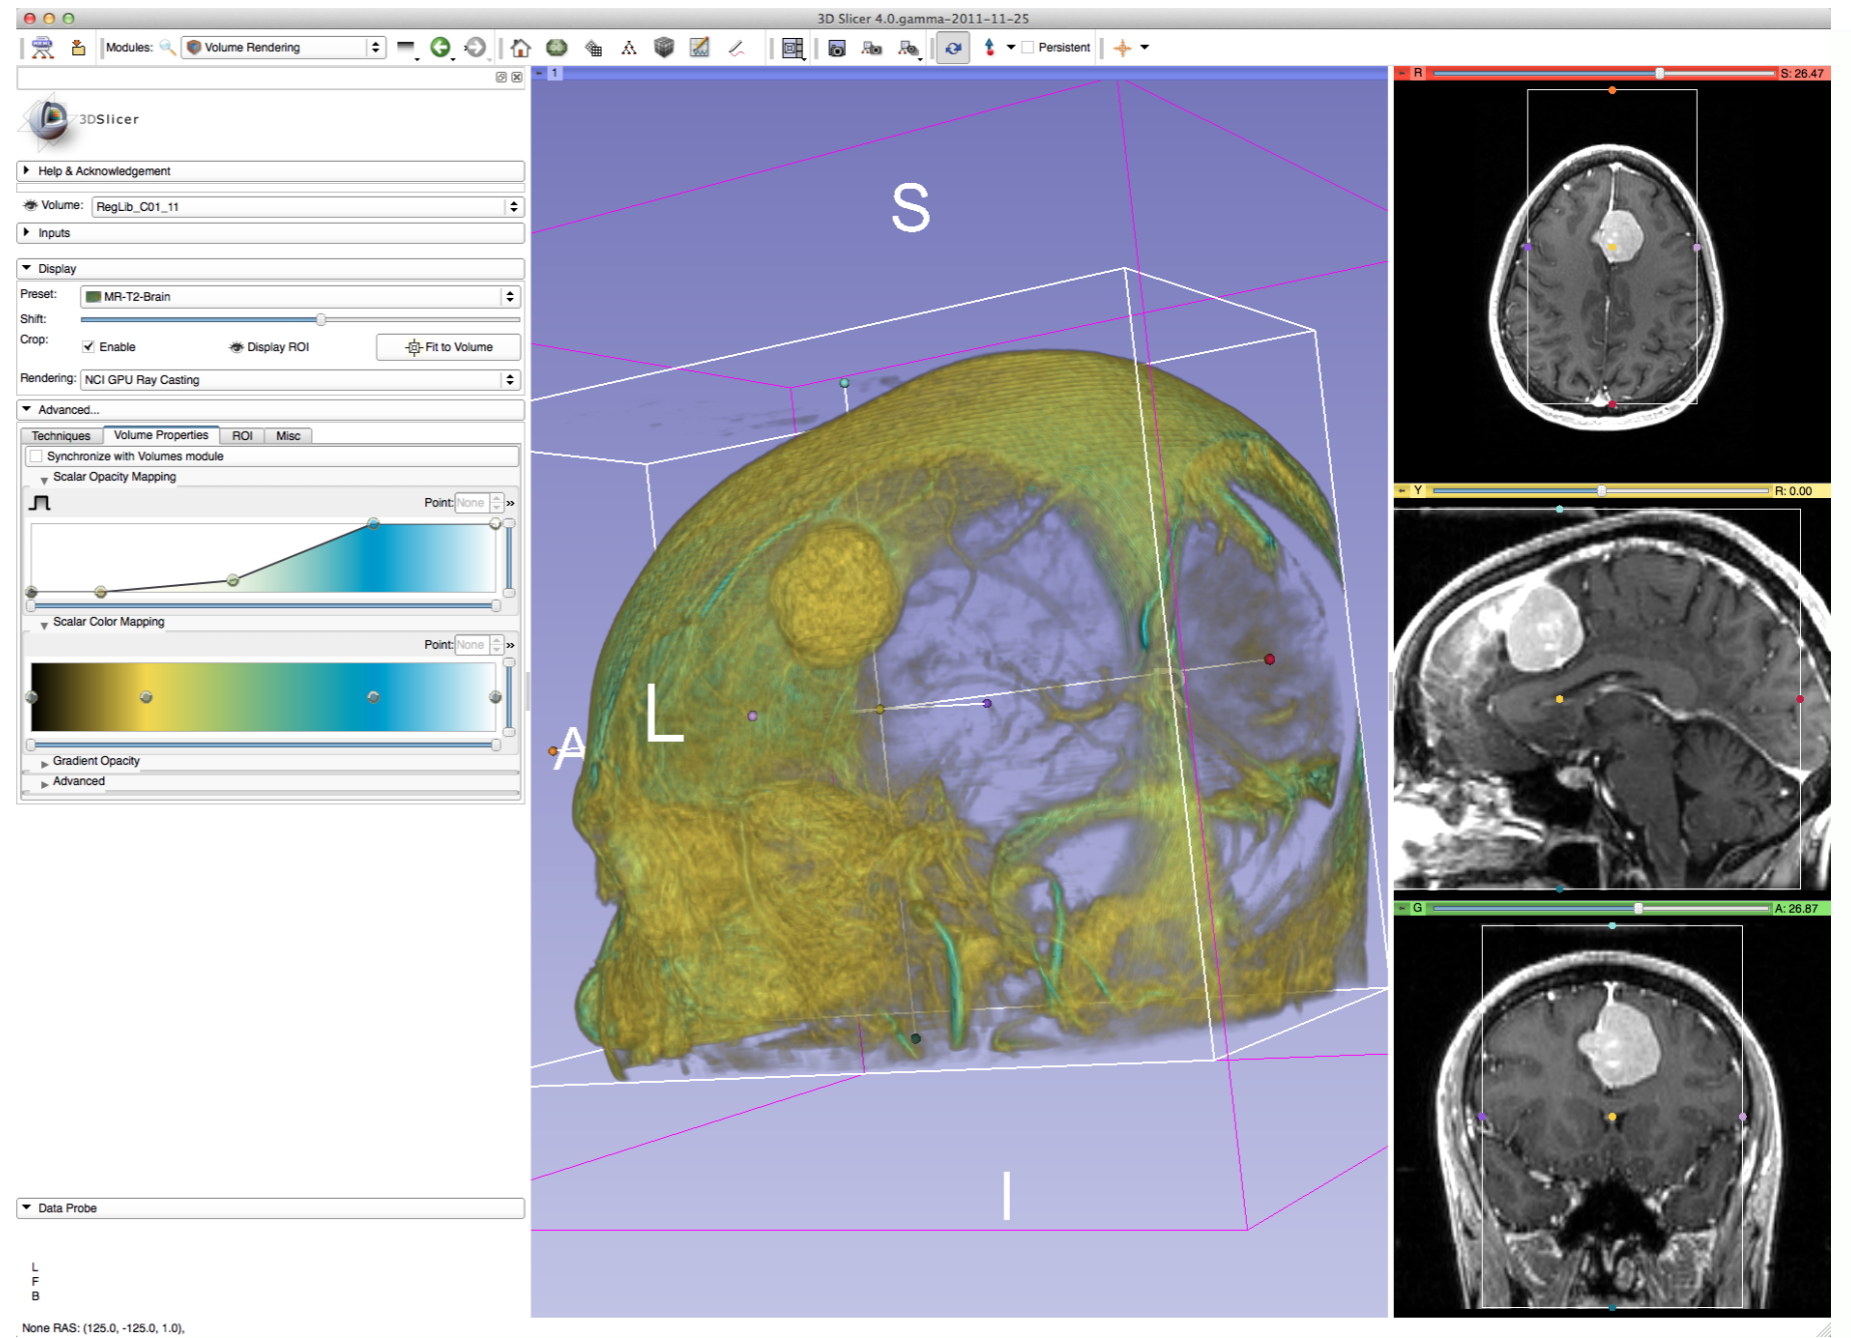 3D Slicer 4.0.gamma-2011-11-25
Modules: Volume Rendering
Persistent
3DSlicer
Help & Acknowledgement
Volume: RegLib_C01_11
Inputs
Display
Preset: MR-T2-Brain
Shift:
Crop: Enable Display ROI Fit to Volume
Rendering: NCI GPU Ray Casting
Advanced...
Techniques Volume Properties ROI Misc
Synchronize with Volumes module
Scalar Opacity Mapping
Point: None »
Scalar Color Mapping
Point: None »
Gradient Opacity
Advanced
Data Probe
L
F
B
None RAS: (125.0, -125.0, 1.0),
1
S
L
A
I
R S: 26.47
Y R: 0.00
G A: 26.87